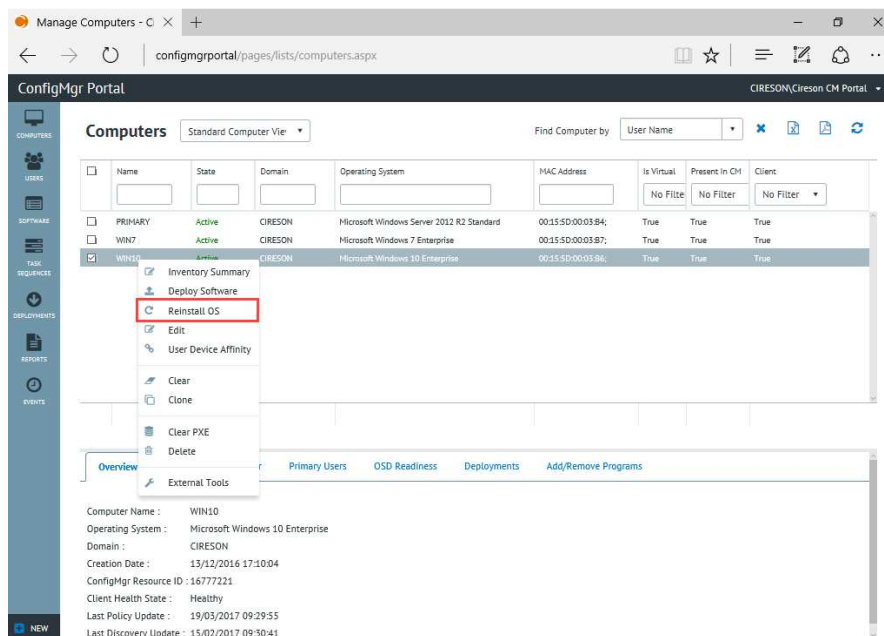 Manage Computers - Ci
configmgrportal/pages/lists/computers.aspx
ConfigMgr Portal
CIRESON\Cireson CM Portal
COMPUTERS
USERS
SOFTWARE
TASK SEQUENCES
DEPLOYMENTS
REPORTS
EVENTS
NEW
Computers
Standard Computer Vie
Find Computer by
User Name
Name State Domain Operating System MAC Address Is Virtual Present In CM Client
No Filte No Filter No Filter
PRIMARY Active CIRESON Microsoft Windows Server 2012 R2 Standard 00:15:5D:00:03:B4; True True True
WIN7 Active CIRESON Microsoft Windows 7 Enterprise 00:15:5D:00:03:B7; True True True
WIN10 Active CIRESON Microsoft Windows 10 Enterprise 00:15:5D:00:03:B6; True True True
Inventory Summary
Deploy Software
Reinstall OS
Edit
User Device Affinity
Clear
Clone
Clear PXE
Delete
External Tools
Overview r Primary Users OSD Readiness Deployments Add/Remove Programs
Computer Name : WIN10
Operating System : Microsoft Windows 10 Enterprise
Domain : CIRESON
Creation Date : 13/12/2016 17:10:04
ConfigMgr Resource ID : 16777221
Client Health State : Healthy
Last Policy Update : 19/03/2017 09:29:55
Last Discovery Update : 15/02/2017 09:30:41